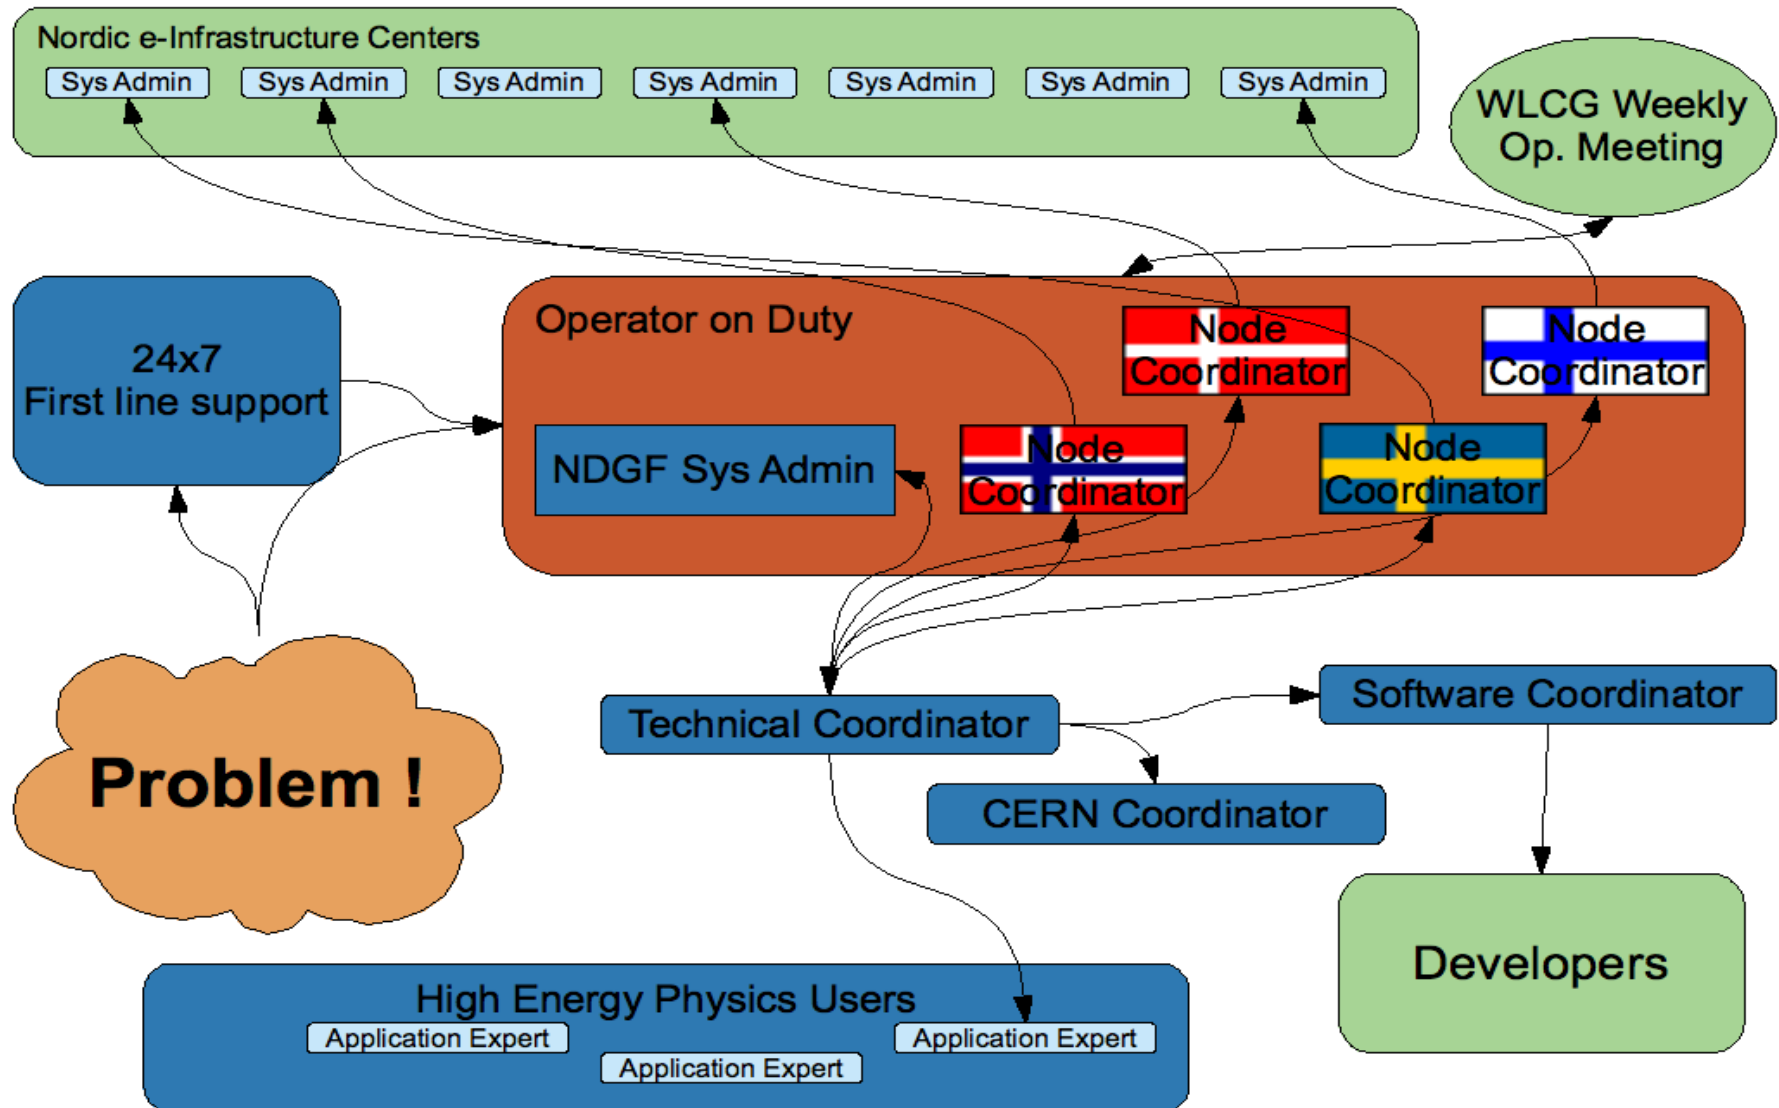 Nordic e-Infrastructure Centers
Sys Admin
Sys Admin
Sys Admin
Sys Admin
Sys Admin
Sys Admin
Sys Admin
WLCG Weekly
Op. Meeting
24x7
First line support
Operator on Duty
Node
Coordinator
Node
Coordinator
NDGF Sys Admin
Node
Coordinator
Node
Coordinator
Problem !
Technical Coordinator
Software Coordinator
CERN Coordinator
Developers
High Energy Physics Users
Application Expert
Application Expert
Application Expert